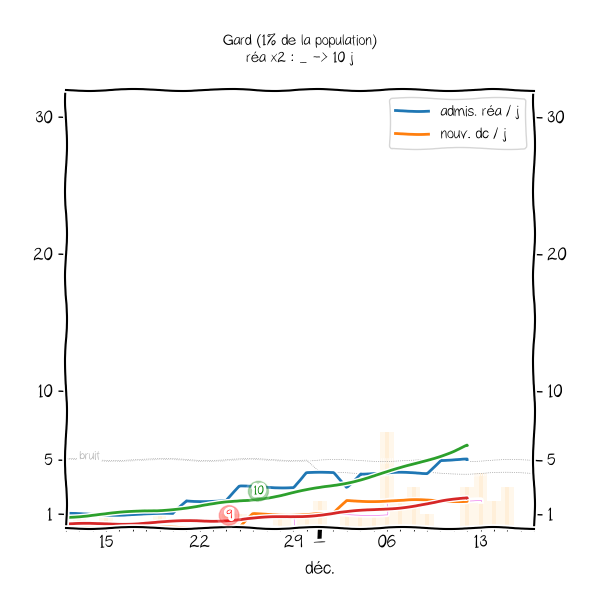 Gard (1% de la population)
réa x2 : _ -> 10 j
admis. réa / j
nouv. dc / j
30
30
20
20
10
10
5
bruit
5
10
9
1
1
15
22
29
06
13
déc.